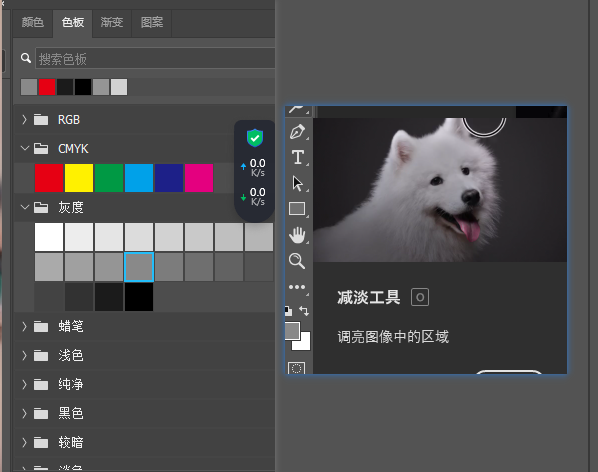 颜色 色板 渐变 图案
搜索色板
RGB
CMYK
灰度
蜡笔
浅色
纯净
黑色
较暗
0.0
K/s
0.0
K/s
T
减淡工具 O
调亮图像中的区域